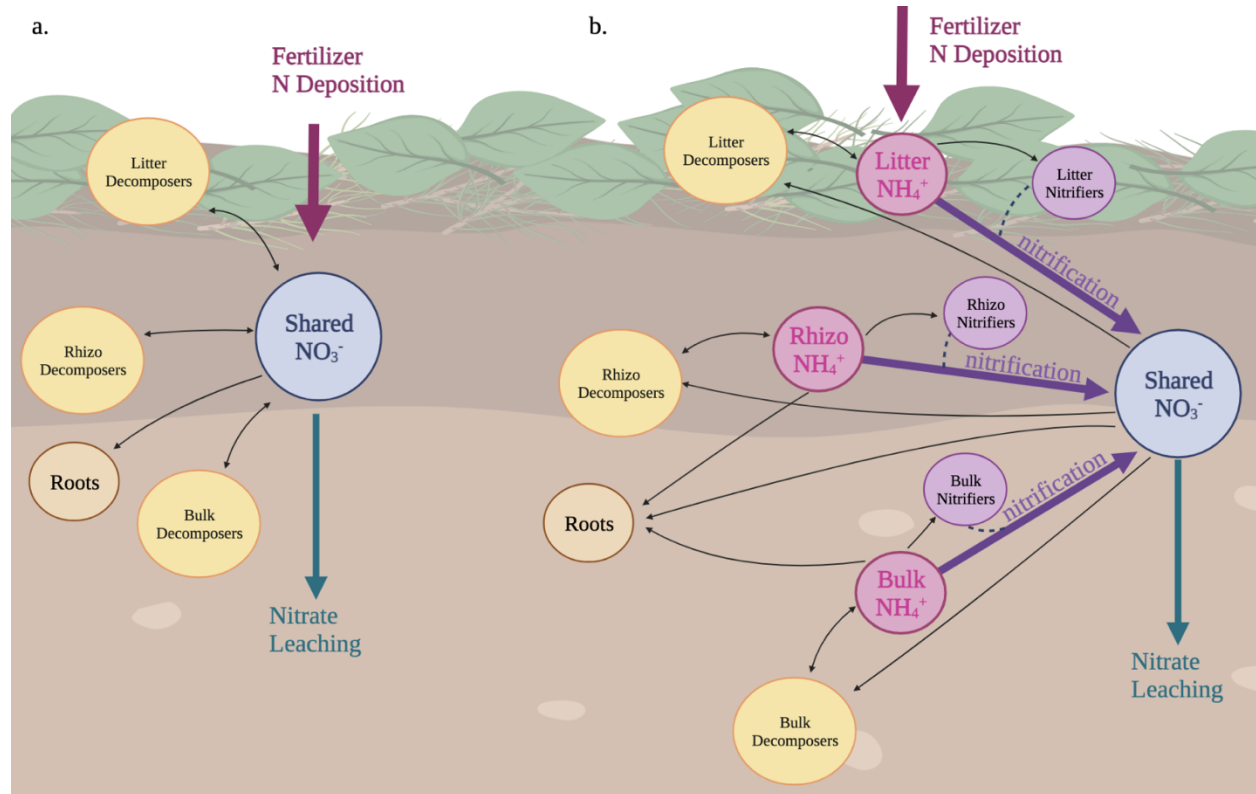 a.
Fertilizer
N Deposition
Litter
Decomposers
Shared
NO₃⁻
Rhizo
Decomposers
Roots
Bulk
Decomposers
Nitrate
Leaching
b.
Fertilizer
N Deposition
Litter
Decomposers
Litter
NH₄⁺
Litter
Nitrifiers
nitrification
Rhizo
NH₄⁺
Rhizo
Nitrifiers
nitrification
Rhizo
Decomposers
Shared
NO₃⁻
Roots
Bulk
Nitrifiers
nitrification
Bulk
NH₄⁺
Bulk
Decomposers
Nitrate
Leaching